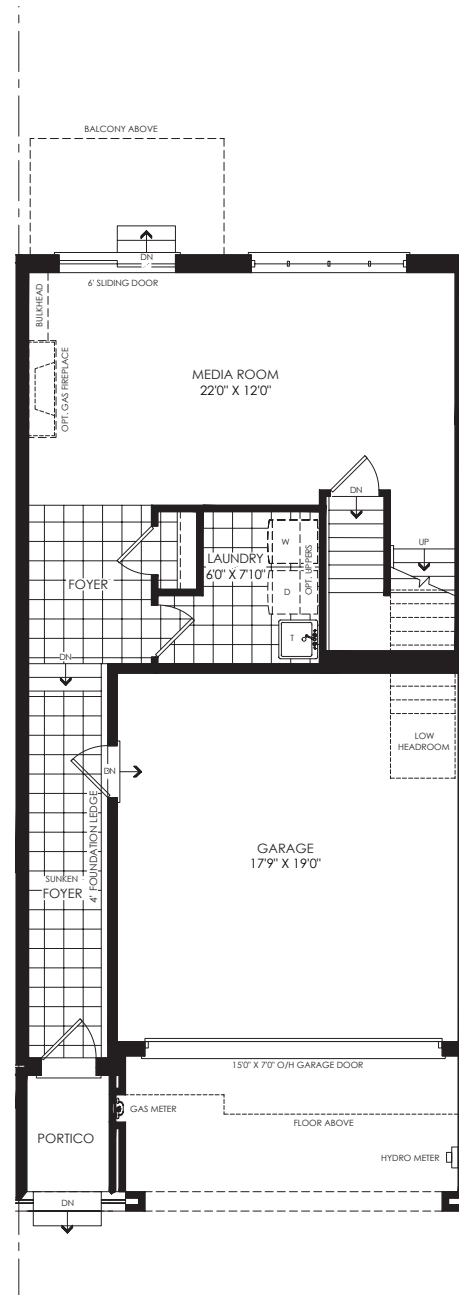 BALCONY ABOVE
DN
6' SLIDING DOOR
BULKHEAD
OPT. GAS FIREPLACE
MEDIA ROOM
22'0" X 12'0"
DN
UP
W
LAUNDRY
6'0" X 7'10"
OPT. UPPERS
D
FOYER
T
DN
LOW
HEADROOM
DN
4' FOUNDATION LEDGE
GARAGE
17'9" X 19'0"
SUNKEN
FOYER
15'0" X 7'0" O/H GARAGE DOOR
GAS METER
FLOOR ABOVE
PORTICO
HYDRO METER
DN